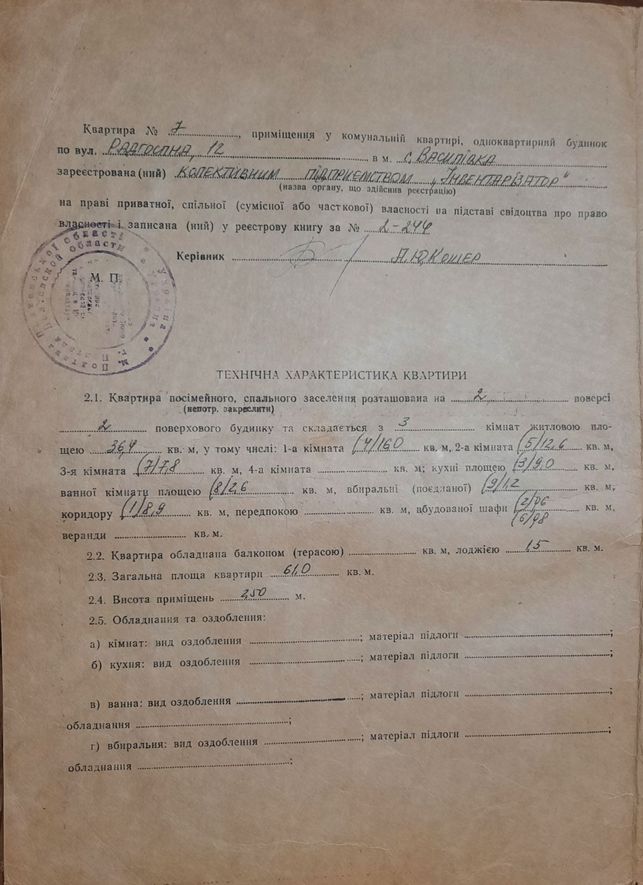 Квартира № 7, приміщення у комунальній квартирі, одноквартирний будинок
по вул. Радгоспна, 12 в м. с. Василівка
зареєстрована(ний) колективним підприємством „Інвентаризатор"
(назва органу, що здійснив реєстрацію)
на праві приватної, спільної (сумісної або часткової) власності на підставі свідоцтва про право
власності і записана (ний) у реєстрову книгу за № 2-244
Керівник А.Ю. Кошер
М. П.
Україна
ТЕХНІЧНА ХАРАКТЕРИСТИКА КВАРТИРИ
2.1. Квартира посімейного, спального заселення розташована на 2 поверсі
(непотр. закреслити)
2 поверхового будинку та складається з 3 кімнат житловою пло-
щею 36,4 кв. м, у тому числі: 1-а кімната (4/16,0 кв. м, 2-а кімната (5/12,6 кв. м,
3-я кімната (7/7,8 кв. м, 4-а кімната кв. м; кухні площею (3/9,0 кв. м,
ванної кімнати площею (8/2,6 кв. м, вбиральні (поєднаної) (9/1,2 кв. м,
коридору (1/8,9 кв. м, передпокою кв. м, вбудованої шафи (2/0,6 кв. м,
(6/0,8
веранди кв. м.
2.2. Квартира обладнана балконом (терасою) кв. м, лоджією 1,5 кв. м.
2.3. Загальна площа квартири 61,0 кв. м.
2.4. Висота приміщень 2,50 м.
2.5. Обладнання та оздоблення:
а) кімнат: вид оздоблення ; матеріал підлоги ;
б) кухня: вид оздоблення ; матеріал підлоги ;
в) ванна: вид оздоблення ; матеріал підлоги ;
обладнання ;
г) вбиральня: вид оздоблення ; матеріал підлоги ;
обладнання ;